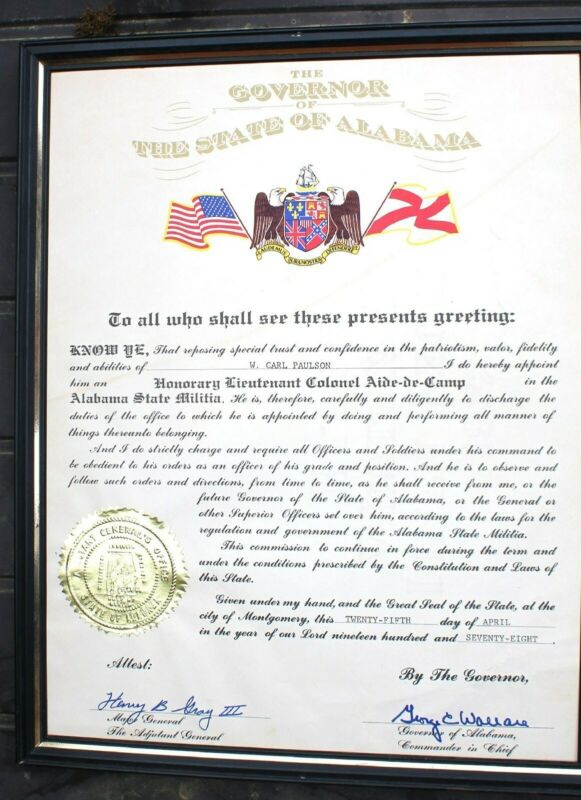 THE
GOVERNOR
OF
THE STATE OF ALABAMA
AUDEMUS JURA NOSTRA DEFENDERE
To all who shall see these presents greeting:
KNOW YE, That reposing special trust and confidence in the patriotism, valor, fidelity
and abilities of W. CARL PAULSON I do hereby appoint
him an Honorary Lieutenant Colonel Aide-de-Camp in the
Alabama State Militia. He is, therefore, carefully and diligently to discharge the
duties of the office to which he is appointed by doing and performing all manner of
things thereunto belonging.
And I do strictly charge and require all Officers and Soldiers under his command to
be obedient to his orders as an officer of his grade and position. And he is to observe and
follow such orders and directions, from time to time, as he shall receive from me, or the
future Governor of the State of Alabama, or the General or
other Superior Officers set over him, according to the laws for the
regulation and government of the Alabama State Militia.
This commission to continue in force during the term and
under the conditions prescribed by the Constitution and Laws of
this State.
Given under my hand, and the Great Seal of the State, at the
city of Montgomery, this TWENTY-FIFTH day of APRIL
in the year of our Lord nineteen hundred and SEVENTY-EIGHT.
ADJUTANT GENERAL'S OFFICE
STATE OF ALABAMA
Attest:
By The Governor,
Henry B Gray III
Major General
The Adjutant General
George C Wallace
Governor of Alabama,
Commander in Chief